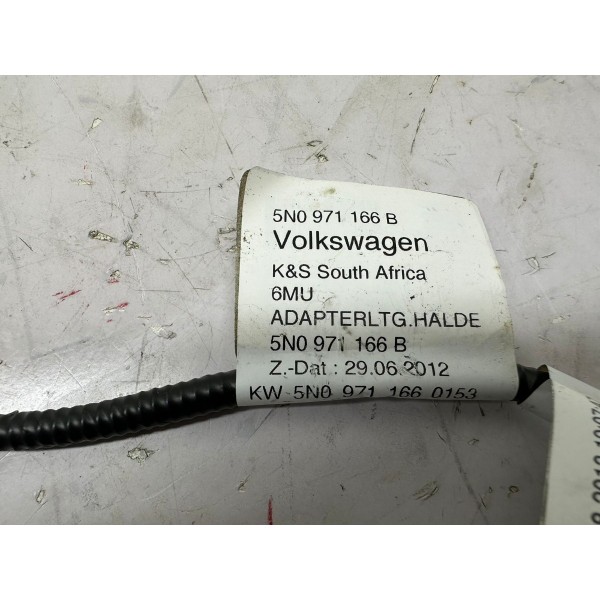 5N0 971 166 B
Volkswagen
K&S South Africa
6MU
ADAPTERLTG.HALDE
5N0 971 166 B
Z.-Dat : 29.06.2012
KW 5N0 971 166 0153